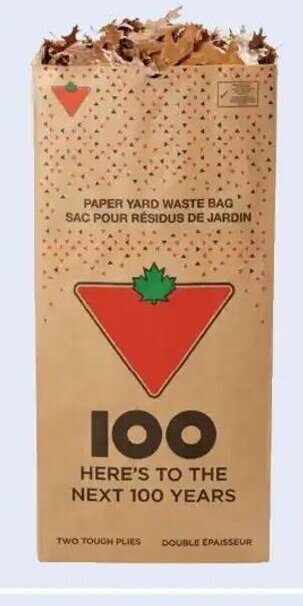 PAPER YARD WASTE BAG
SAC POUR RÉSIDUS DE JARDIN
100
HERE'S TO THE
NEXT 100 YEARS
TWO TOUGH PLIES DOUBLE ÉPAISSEUR